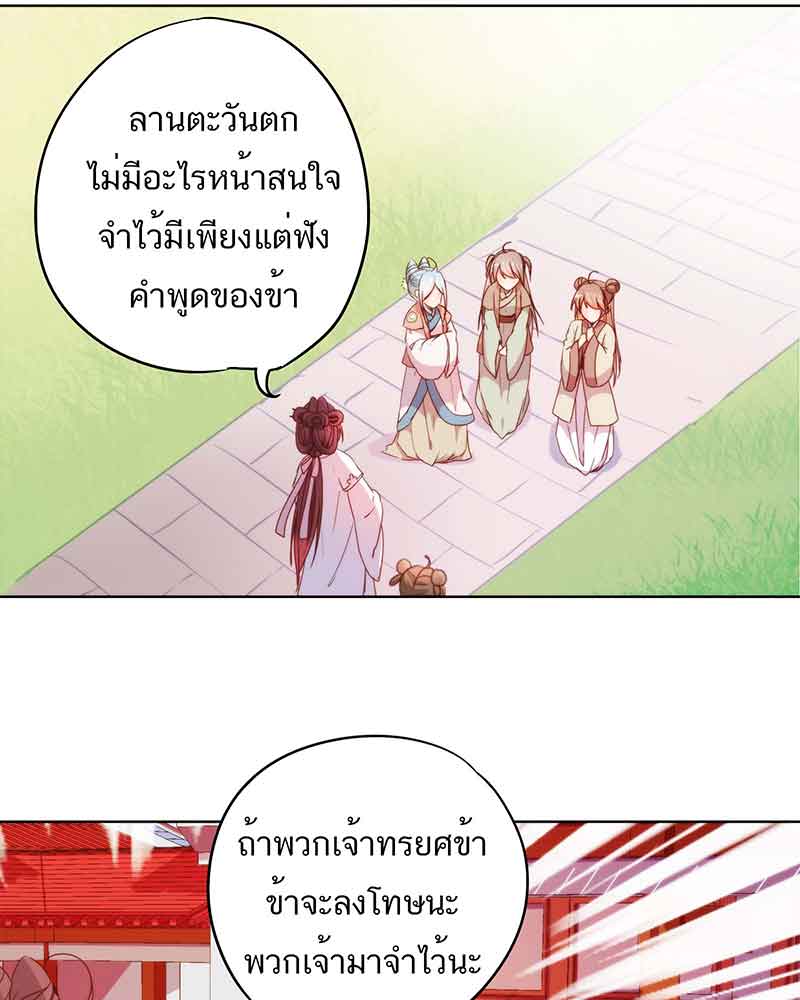 ลานตะวันตก
ไม่มีอะไรหน้าสนใจ
จำไว้มีเพียงแต่ฟัง
คำพูดของข้า
ถ้าพวกเจ้าทรยศข้า
ข้าจะลงโทษนะ
พวกเจ้ามาจำไว้นะ